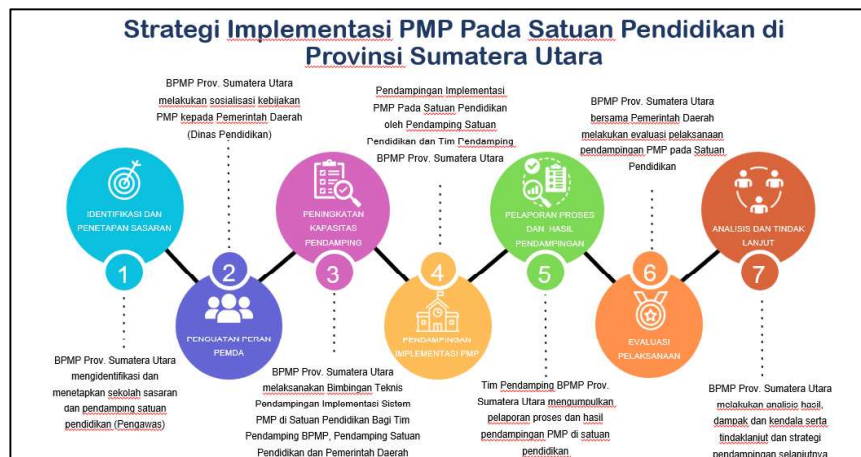 Strategi Implementasi PMP Pada Satuan Pendidikan di
Provinsi Sumatera Utara
BPMP Prov. Sumatera Utara
melakukan sosialisasi kebijakan
PMP kepada Pemerintah Daerah
(Dinas Pendidikan)
Pendampingan Implementasi
PMP Pada Satuan Pendidikan
oleh Pendamping Satuan
Pendidikan dan Tim Pendamping
BPMP Prov. Sumatera Utara
BPMP Prov. Sumatera Utara
bersama Pemerintah Daerah
melakukan evaluasi pelaksanaan
pendampingan PMP pada Satuan
Pendidikan
IDENTIFIKASI DAN
PENETAPAN SASARAN
1
2
PENGUATAN PERAN
PEMDA
PENINGKATAN
KAPASITAS
PENDAMPING
3
4
PENDAMPINGAN
IMPLEMENTASI PMP
PELAPORAN PROSES
DAN HASIL
PENDAMPINGAN
5
6
EVALUASI
PELAKSANAAN
ANALISIS DAN TINDAK
LANJUT
7
BPMP Prov. Sumatera Utara
mengidentifikasi dan
menetapkan sekolah sasaran
dan pendamping satuan
pendidikan (Pengawas)
BPMP Prov. Sumatera Utara
melaksanakan Bimbingan Teknis
Pendampingan Implementasi Sistem
PMP di Satuan Pendidikan Bagi Tim
Pendamping BPMP, Pendamping Satuan
Pendidikan dan Pemerintah Daerah
Tim Pendamping BPMP Prov.
Sumatera Utara mengumpulkan
pelaporan proses dan hasil
pendampingan PMP di satuan
pendidikan
BPMP Prov. Sumatera Utara
melakukan analisis hasil,
dampak dan kendala serta
tindaklanjut dan strategi
pendampingan selanjutnya